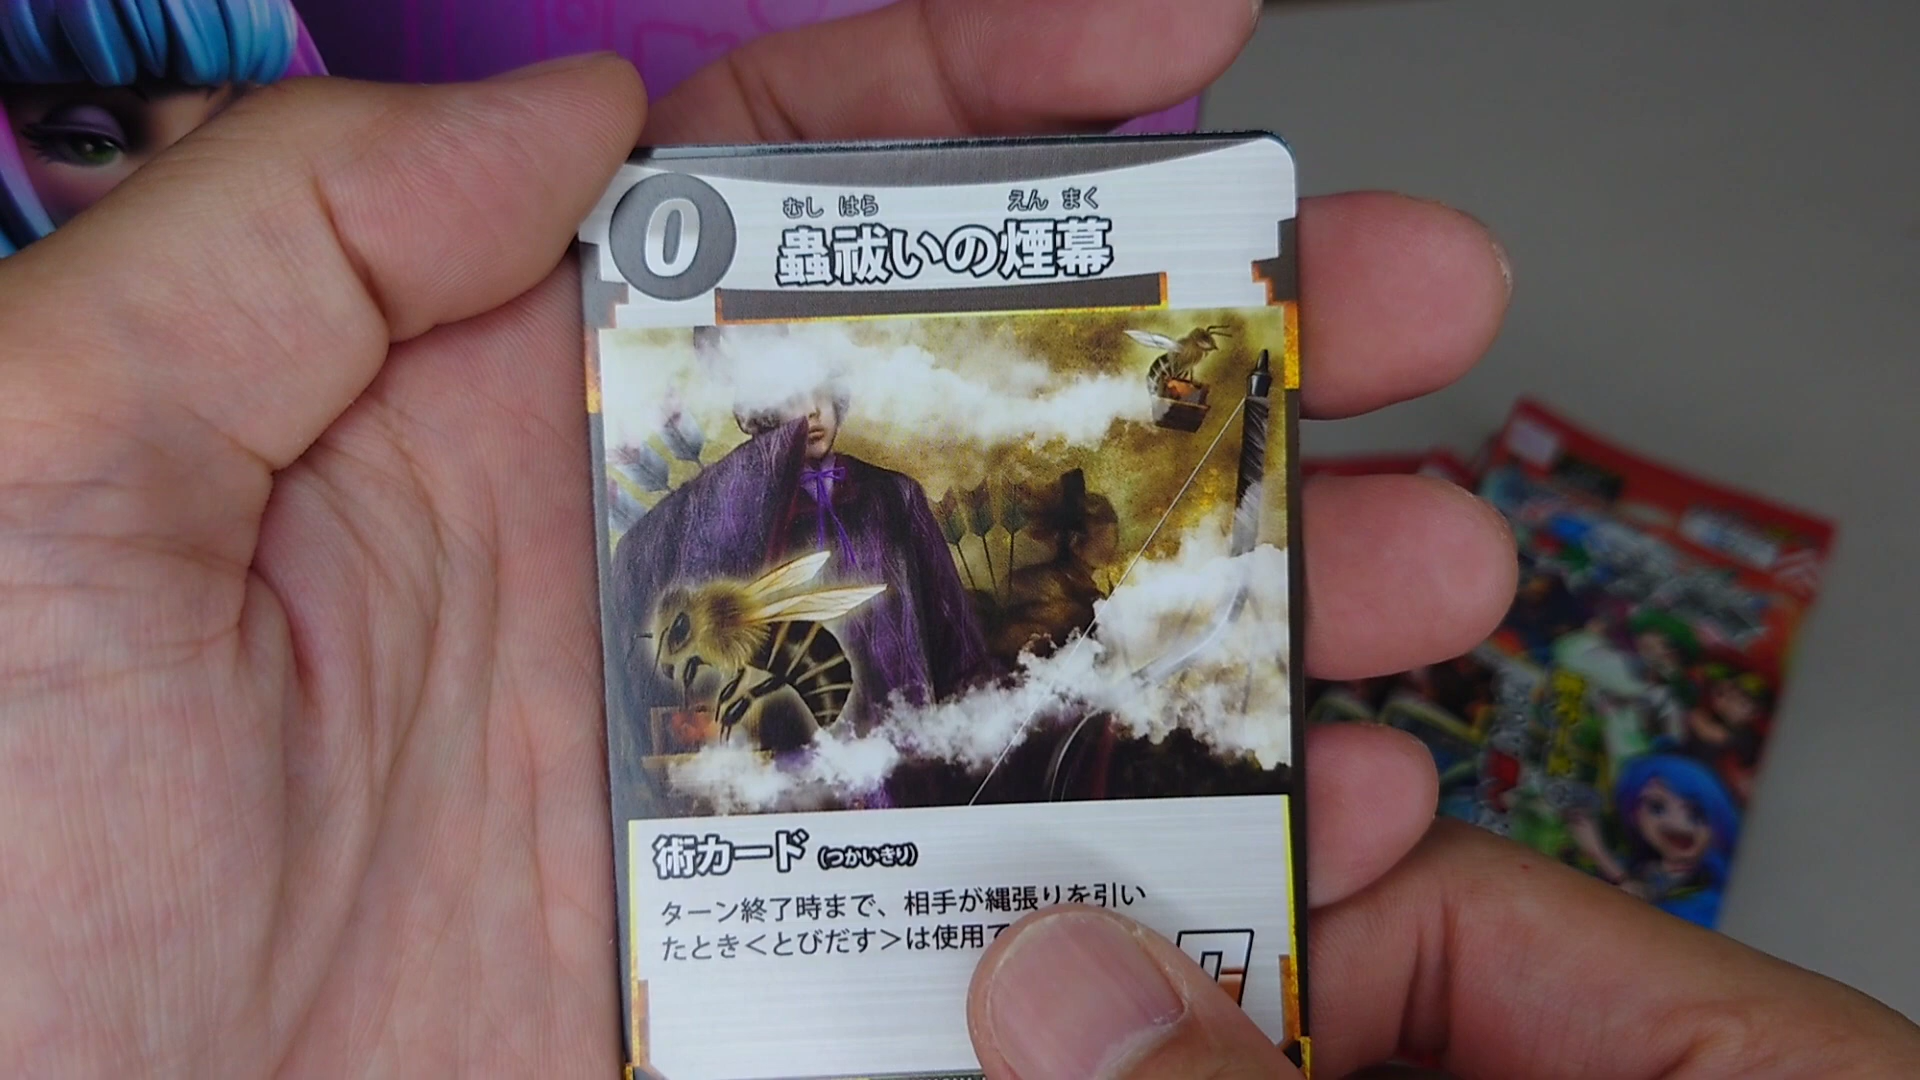 0
むし はら えん まく
蟲祓いの煙幕
術カード (つかいきり)
ターン終了時まで、相手が縄張りを引い
たとき<とびだす>は使用で